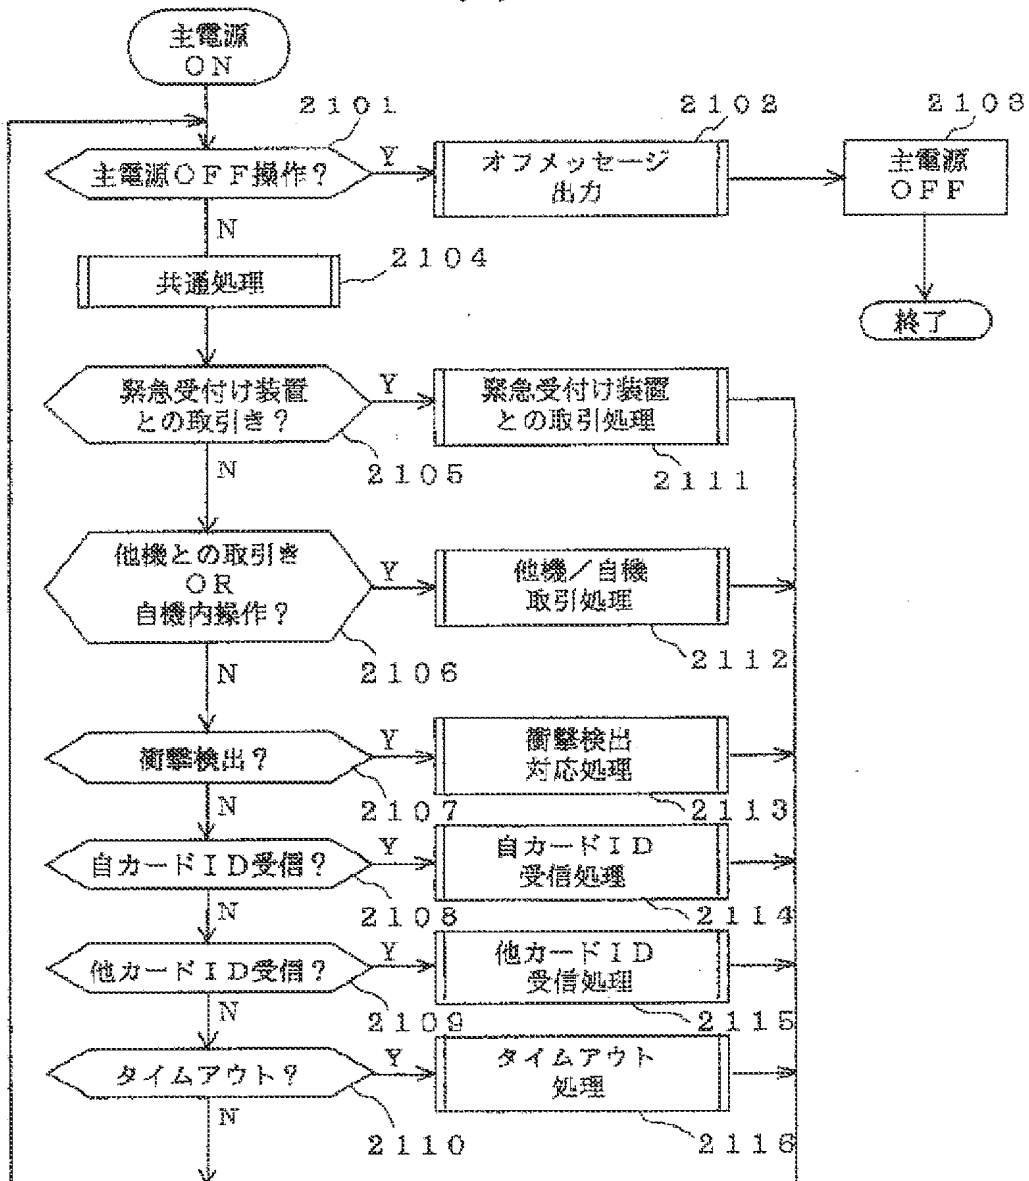 主電源
ON
2101
2102
2103
主電源OFF操作?
Y
オフメッセージ
出力
主電源
OFF
N
2104
共通処理
終了
緊急受付け装置
との取引き?
Y
緊急受付け装置
との取引処理
2105
2111
N
他機との取引き
OR
自機内操作?
Y
他機/自機
取引処理
2106
2112
N
衝撃検出?
Y
衝撃検出
対応処理
2107
2113
N
自カードID受信?
Y
自カードID
受信処理
2108
2114
N
他カードID受信?
Y
他カードID
受信処理
2109
2115
N
タイムアウト?
Y
タイムアウト
処理
2110
2116
N